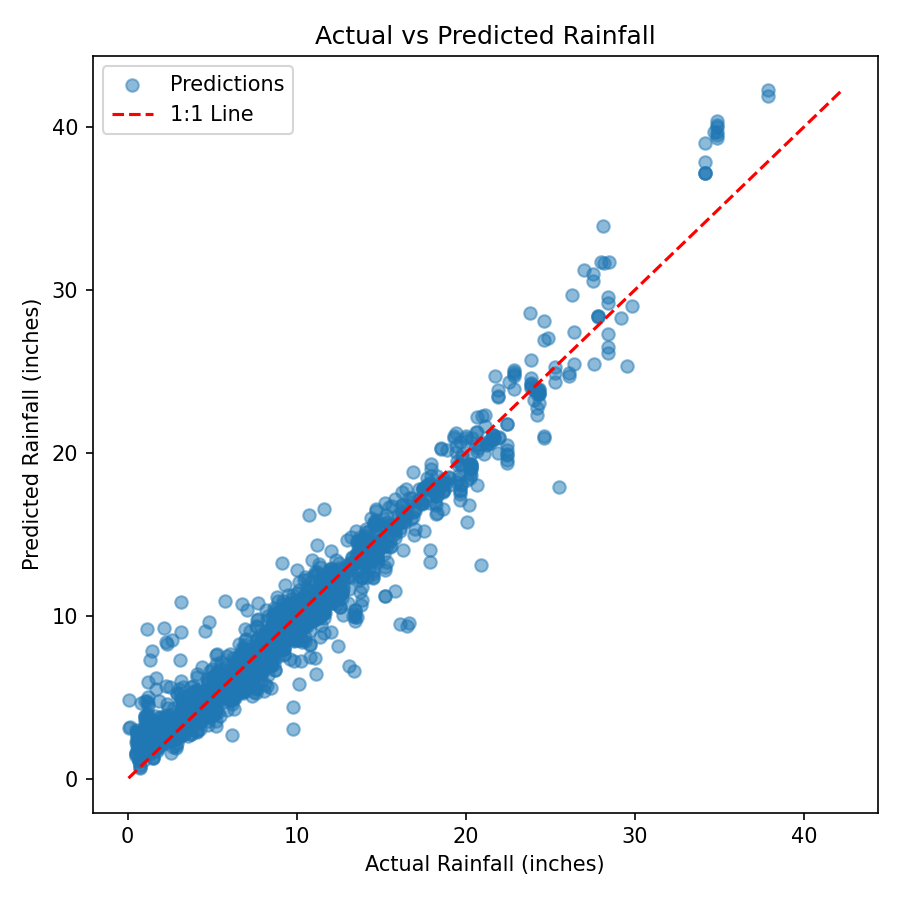 Actual vs Predicted Rainfall
Predictions
1:1 Line
40
30
20
10
0
Predicted Rainfall (inches)
0 10 20 30 40
Actual Rainfall (inches)